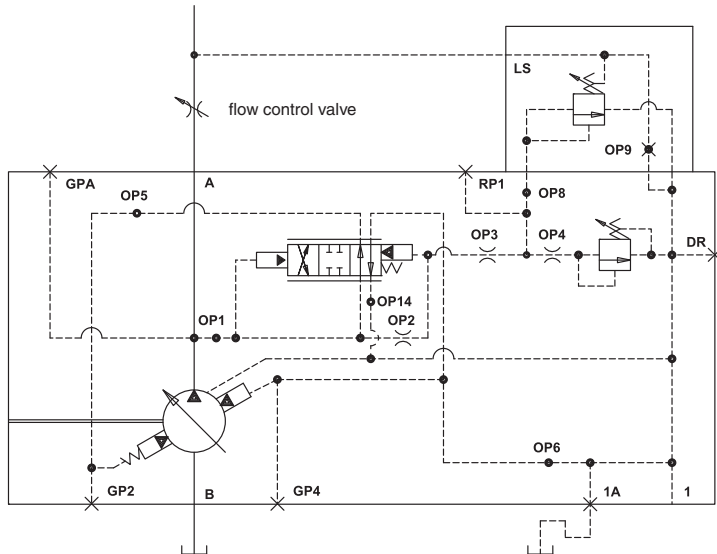 LS
flow control valve
OP9
GPA
A
RP1
OP5
OP8
OP3
OP4
DR
OP14
OP1
OP2
OP6
GP2
B
GP4
1A
1